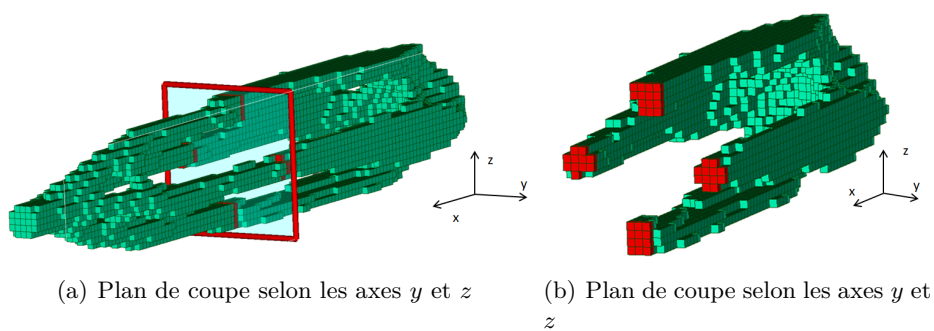 z
y
x
z
y
x
(a) Plan de coupe selon les axes y et z
(b) Plan de coupe selon les axes y et
z